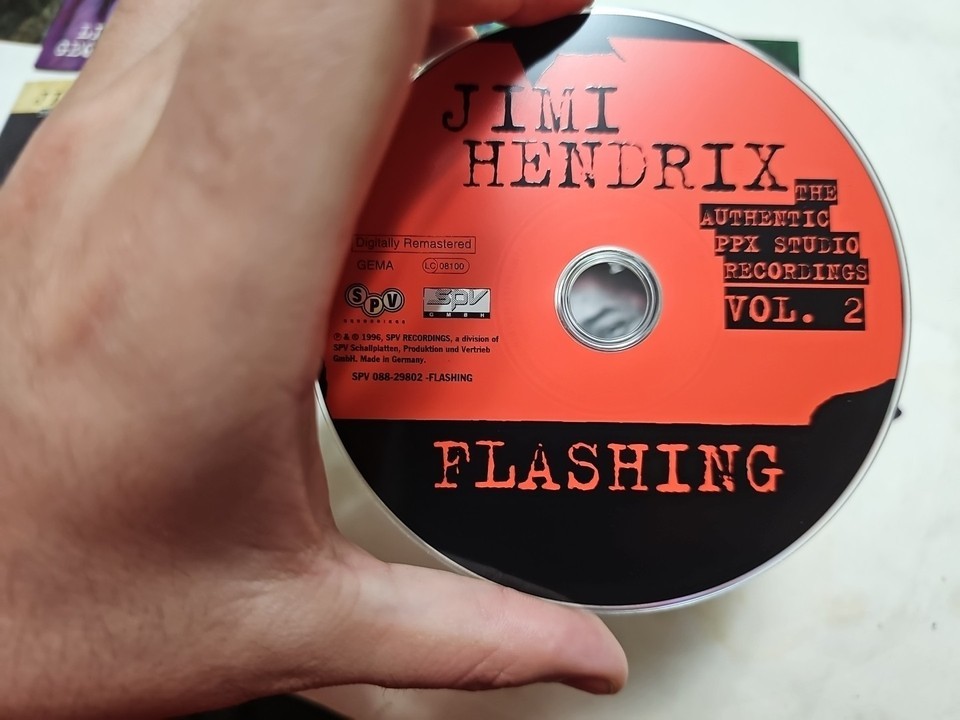 JIMI
HENDRIX
THE
AUTHENTIC
PPX STUDIO
RECORDINGS
VOL. 2
Digitally Remastered
GEMA LC 08100
SPV
RECORDINGS
SPV
GMBH
℗ & © 1996, SPV RECORDINGS, a division of
SPV Schallplatten, Produktion und Vertrieb
GmbH. Made in Germany.
SPV 088-29802 -FLASHING
FLASHING